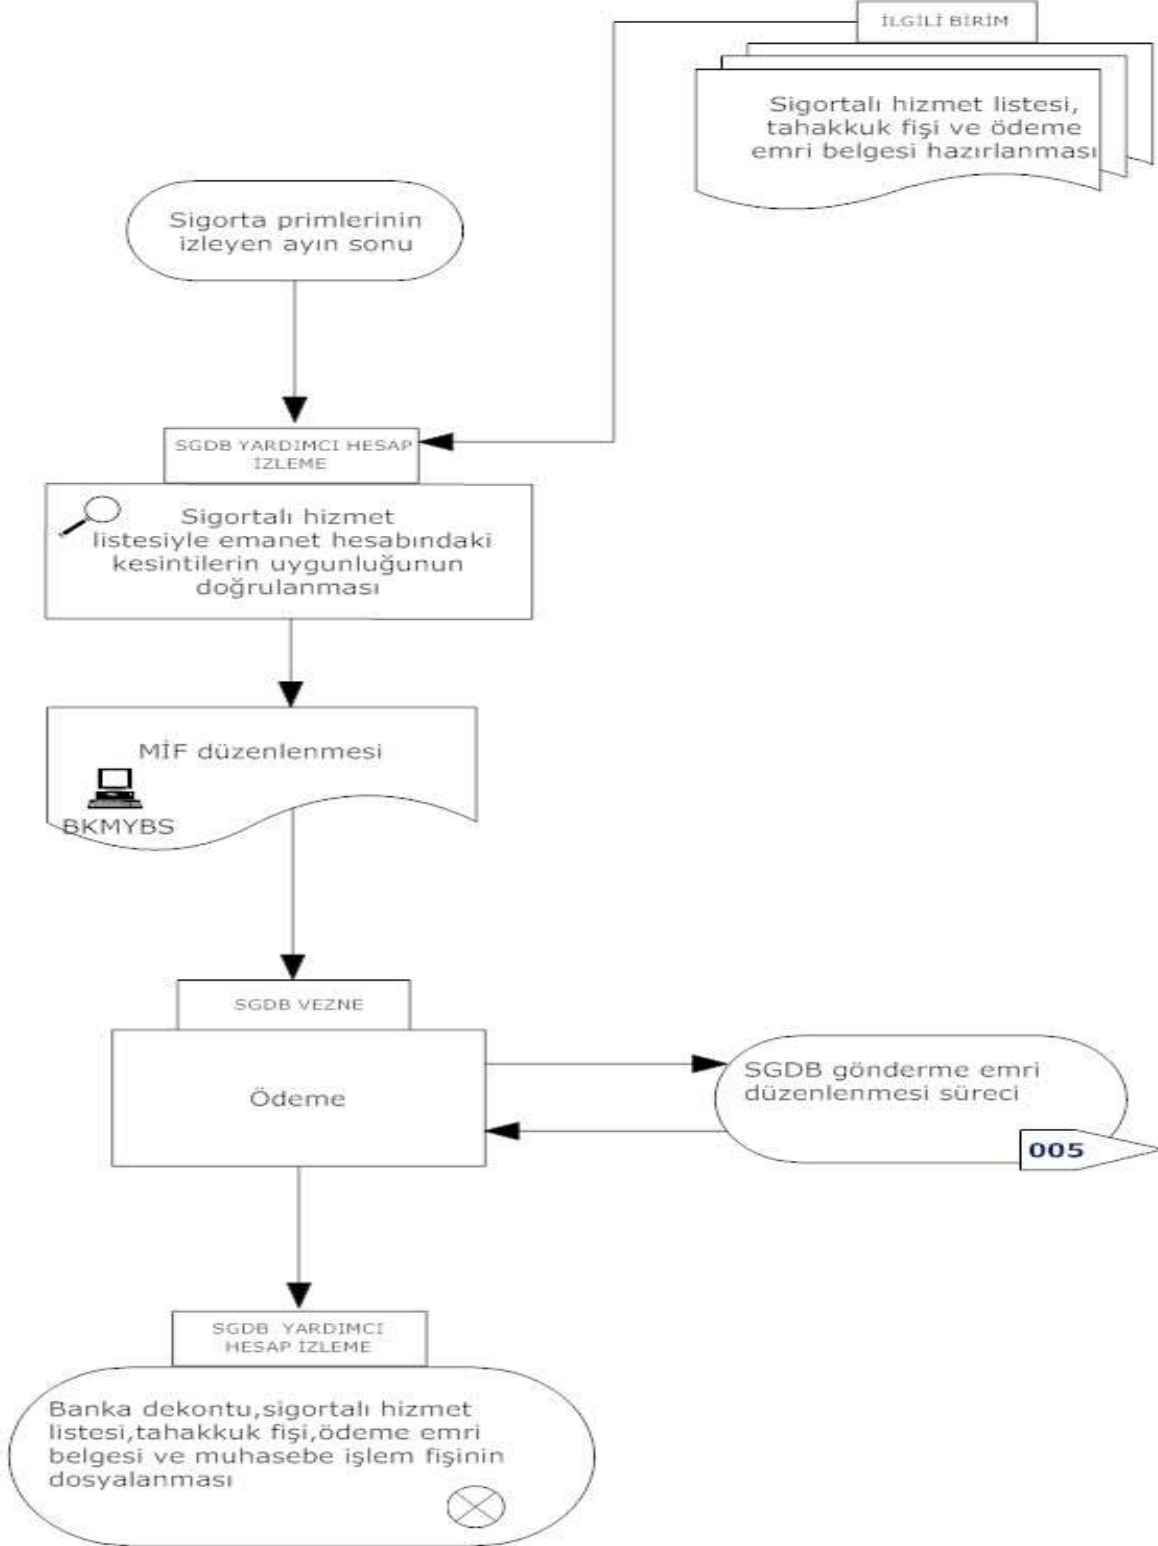 İLGİLİ BİRİM
Sigortalı hizmet listesi,
tahakkuk fişi ve ödeme
emri belgesi hazırlanması
Sigorta primlerinin
izleyen ayın sonu
SGDB YARDIMCI HESAP
İZLEME
Sigortalı hizmet
listesiyle emanet hesabındaki
kesintilerin uygunluğunun
doğrulanması
MİF düzenlenmesi
BKMYBS
SGDB VEZNE
Ödeme
SGDB gönderme emri
düzenlenmesi süreci
005
SGDB YARDIMCI
HESAP İZLEME
Banka dekontu,sigortalı hizmet
listesi,tahakkuk fişi,ödeme emri
belgesi ve muhasebe işlem fişinin
dosyalanması